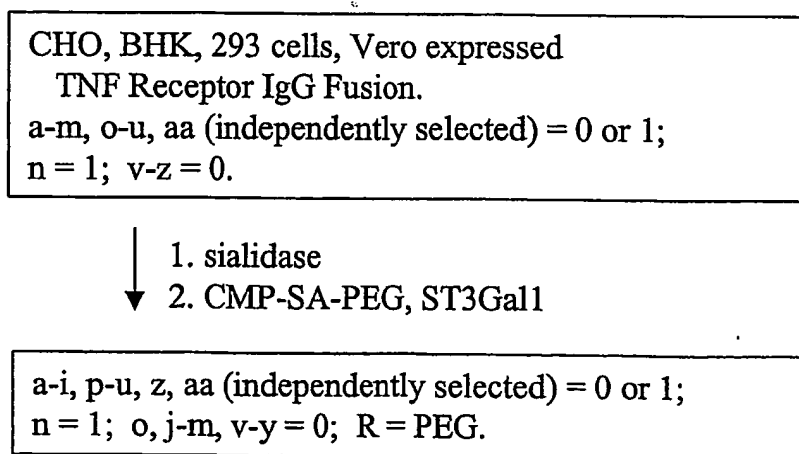 CHO, BHK, 293 cells, Vero expressed
TNF Receptor IgG Fusion.
a-m, o-u, aa (independently selected) = 0 or 1;
n = 1; v-z = 0.
1. sialidase
2. CMP-SA-PEG, ST3Gal1
a-i, p-u, z, aa (independently selected) = 0 or 1;
n = 1; o, j-m, v-y = 0; R = PEG.